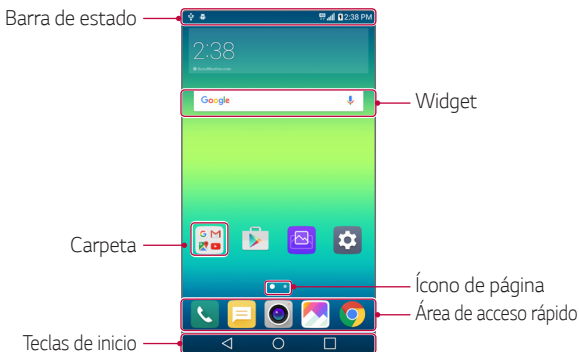 Barra de estado
2:38 PM
2:38
Google
Widget
Carpeta
Ícono de página
Área de acceso rápido
Teclas de inicio